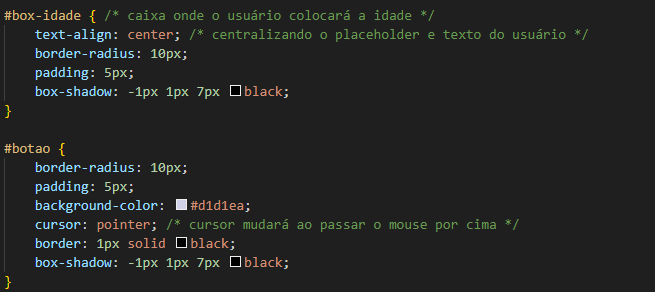 #box-idade { /* caixa onde o usuário colocará a idade */
text-align: center; /* centralizando o placeholder e texto do usuário */
border-radius: 10px;
padding: 5px;
box-shadow: -1px 1px 7px black;
}
#botao {
border-radius: 10px;
padding: 5px;
background-color: #d1d1ea;
cursor: pointer; /* cursor mudará ao passar o mouse por cima */
border: 1px solid black;
box-shadow: -1px 1px 7px black;
}